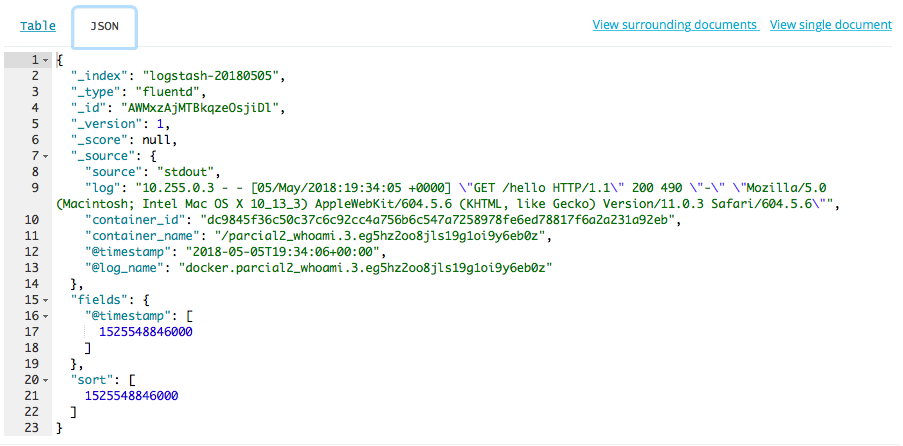 Table JSON View surrounding documents View single document
1 {
2 "_index": "logstash-20180505",
3 "_type": "fluentd",
4 "_id": "AWMxzAjMTBkqzeOsjiDl",
5 "_version": 1,
6 "_score": null,
7 "_source": {
8 "source": "stdout",
9 "log": "10.255.0.3 - - [05/May/2018:19:34:05 +0000] \"GET /hello HTTP/1.1\" 200 490 \"-\" \"Mozilla/5.0
(Macintosh; Intel Mac OS X 10_13_3) AppleWebKit/604.5.6 (KHTML, like Gecko) Version/11.0.3 Safari/604.5.6\"",
10 "container_id": "dc9845f36c50c37c6c92cc4a756b6c547a7258978fe6ed78817f6a2a231a92eb",
11 "container_name": "/parcial2_whoami.3.eg5hz2oo8jls19g1oi9y6eb0z",
12 "@timestamp": "2018-05-05T19:34:06+00:00",
13 "@log_name": "docker.parcial2_whoami.3.eg5hz2oo8jls19g1oi9y6eb0z"
14 },
15 "fields": {
16 "@timestamp": [
17 1525548846000
18 ]
19 },
20 "sort": [
21 1525548846000
22 ]
23 }